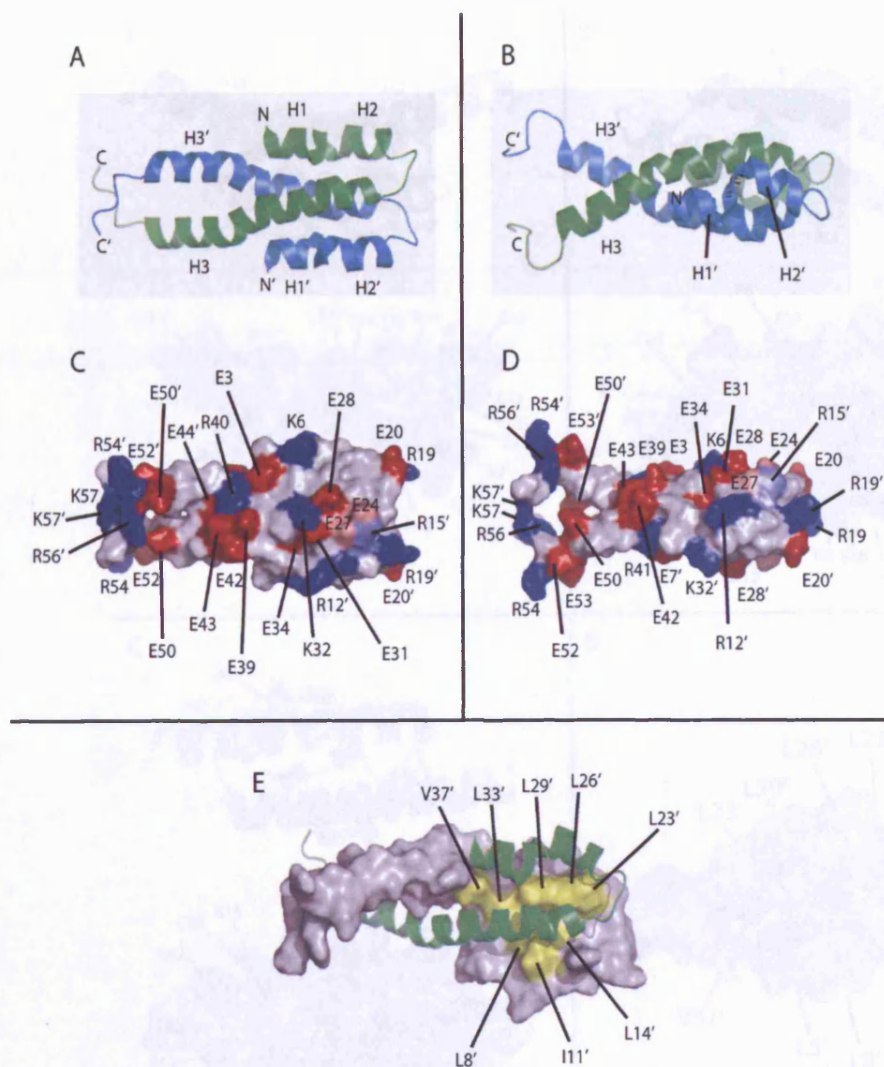 A
N H1 H2
H3'
C
C'
H3
N' H1' H2'
B
C'
H3'
N
C
H3
H1' H2'
C
E3
E50'
R40
K6
E28
E44'
E52'
R54'
E20
R19
K57
E24
K57'
E27
R15'
R56'
R54
E52
E42
R12'
E20'
R19'
E43
E34
K32
E31
E50
E39
D
E50'
E31
R54'
R56'
E53'
E34
R15'
E43 E39 E3
K6
E28
E24
E20
E27
K57'
R19'
K57
R56
R19
R54
E53
E50
R41
E7'
K32'
E28'
E20'
E42
E52
R12'
E
V37' L33' L29' L26'
L23'
L8' I11' L14'